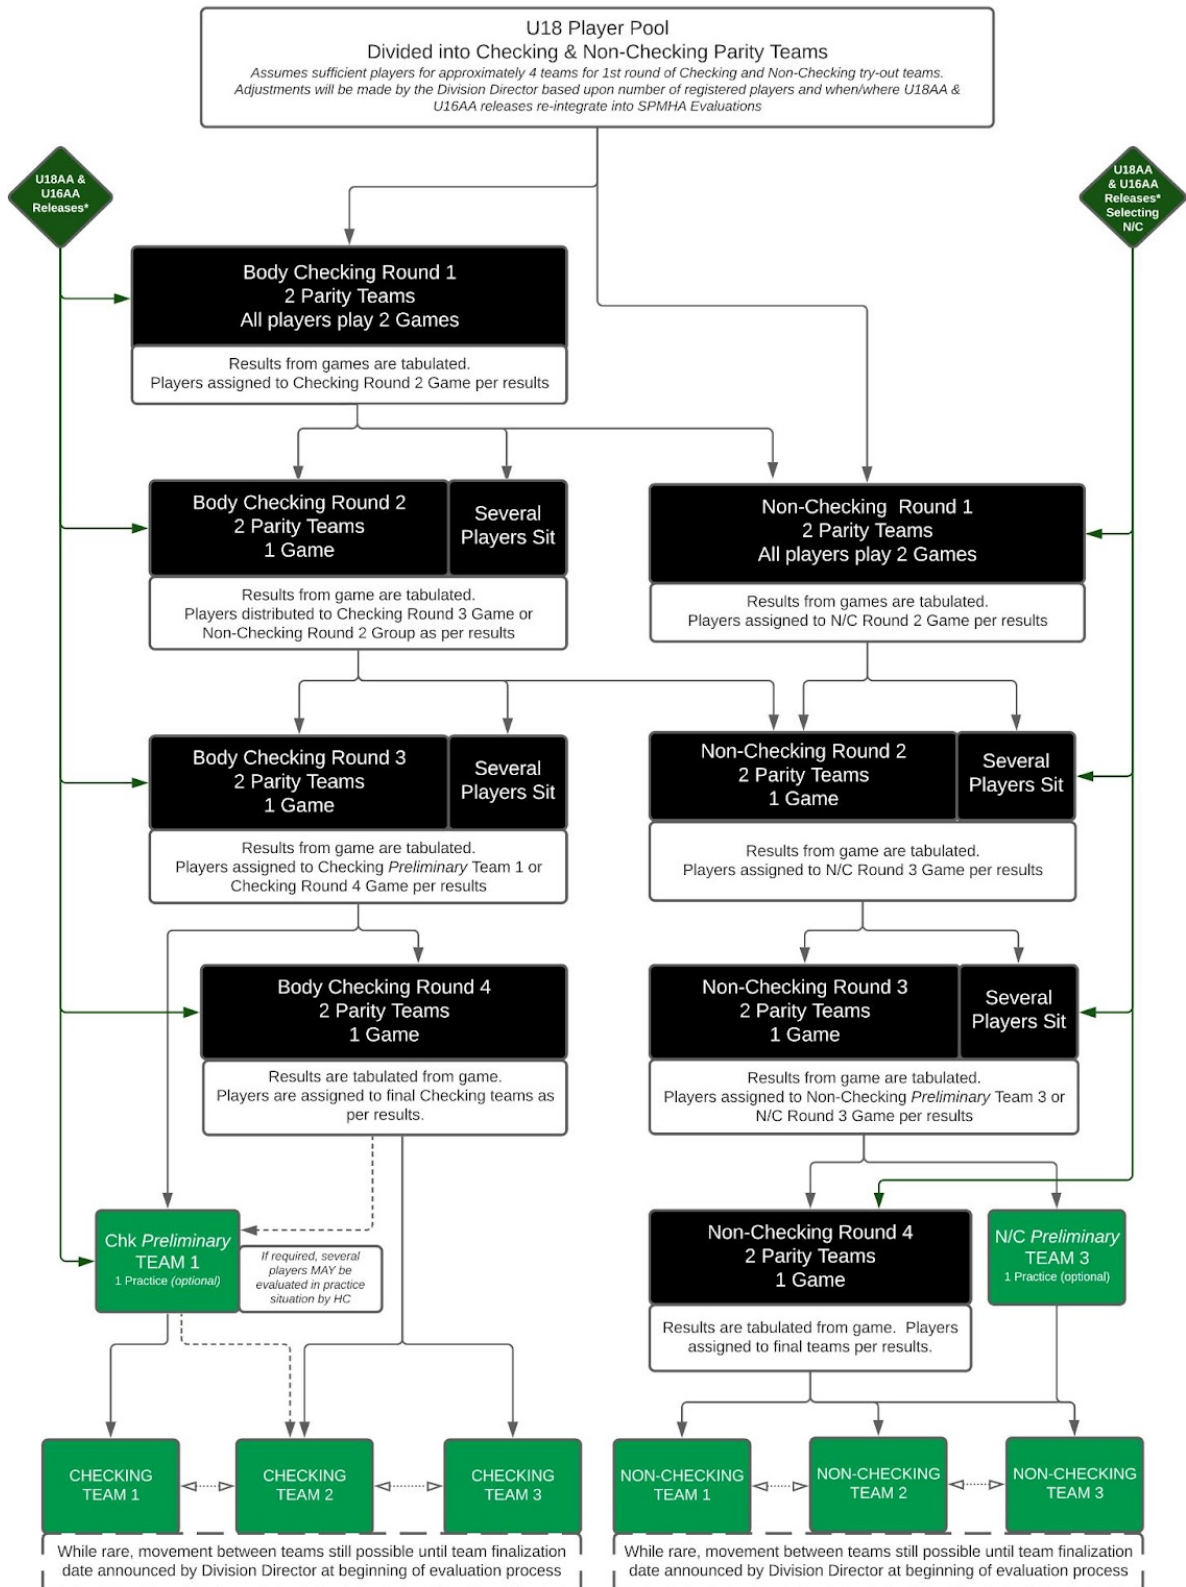 U18 Player Pool
Divided into Checking & Non-Checking Parity Teams
Assumes sufficient players for approximately 4 teams for 1st round of Checking and Non-Checking try-out teams.
Adjustments will be made by the Division Director based upon number of registered players and when/where U18AA &
U16AA releases re-integrate into SPMHA Evaluations
U18AA &
U16AA
Releases*
U18AA
& U16AA
Releases*
Selecting
N/C
Body Checking Round 1
2 Parity Teams
All players play 2 Games
Results from games are tabulated.
Players assigned to Checking Round 2 Game per results
Body Checking Round 2
2 Parity Teams
1 Game
Several
Players Sit
Results from game are tabulated.
Players distributed to Checking Round 3 Game or
Non-Checking Round 2 Group as per results
Non-Checking Round 1
2 Parity Teams
All players play 2 Games
Results from games are tabulated.
Players assigned to N/C Round 2 Game per results
Body Checking Round 3
2 Parity Teams
1 Game
Several
Players Sit
Results from game are tabulated.
Players assigned to Checking Preliminary Team 1 or
Checking Round 4 Game per results
Non-Checking Round 2
2 Parity Teams
1 Game
Several
Players Sit
Results from game are tabulated.
Players assigned to N/C Round 3 Game per results
Body Checking Round 4
2 Parity Teams
1 Game
Results are tabulated from game.
Players are assigned to final Checking teams as
per results.
Non-Checking Round 3
2 Parity Teams
1 Game
Several
Players Sit
Results from game are tabulated.
Players assigned to Non-Checking Preliminary Team 3 or
N/C Round 3 Game per results
Chk Preliminary
TEAM 1
1 Practice (optional)
If required, several
players MAY be
evaluated in practice
situation by HC
Non-Checking Round 4
2 Parity Teams
1 Game
Results are tabulated from game. Players
assigned to final teams per results.
N/C Preliminary
TEAM 3
1 Practice (optional)
CHECKING
TEAM 1
CHECKING
TEAM 2
CHECKING
TEAM 3
NON-CHECKING
TEAM 1
NON-CHECKING
TEAM 2
NON-CHECKING
TEAM 3
While rare, movement between teams still possible until team finalization
date announced by Division Director at beginning of evaluation process
While rare, movement between teams still possible until team finalization
date announced by Division Director at beginning of evaluation process